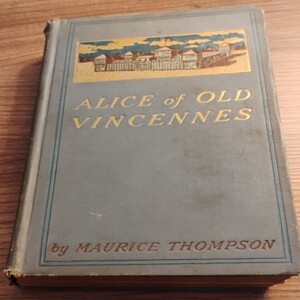 ALICE of OLD
VINCENNES
by MAURICE THOMPSON